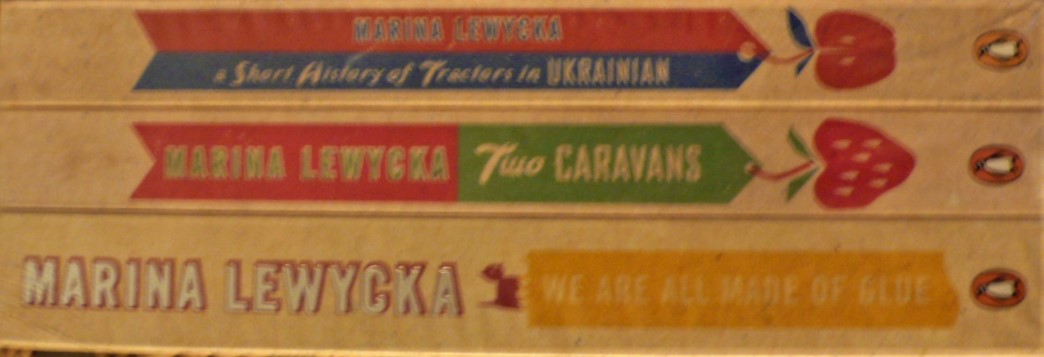 MARINA LEWYCKA
a Short History of Tractors in UKRAINIAN
MARINA LEWYCKA Two CARAVANS
MARINA LEWYCKA WE ARE ALL MADE OF GLUE